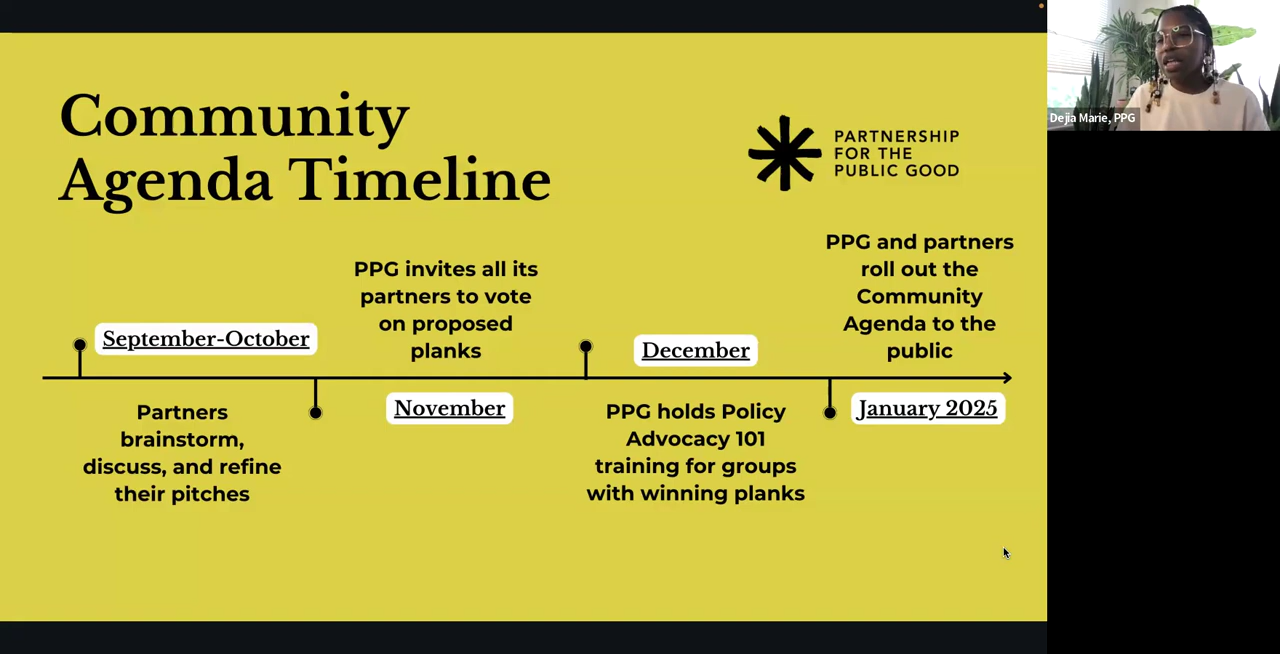 Community
Agenda Timeline
PARTNERSHIP
FOR THE
PUBLIC GOOD
Dejia Marie, PPG
September-October
Partners
brainstorm,
discuss, and refine
their pitches
PPG invites all its
partners to vote
on proposed
planks
November
December
PPG holds Policy
Advocacy 101
training for groups
with winning planks
PPG and partners
roll out the
Community
Agenda to the
public
January 2025